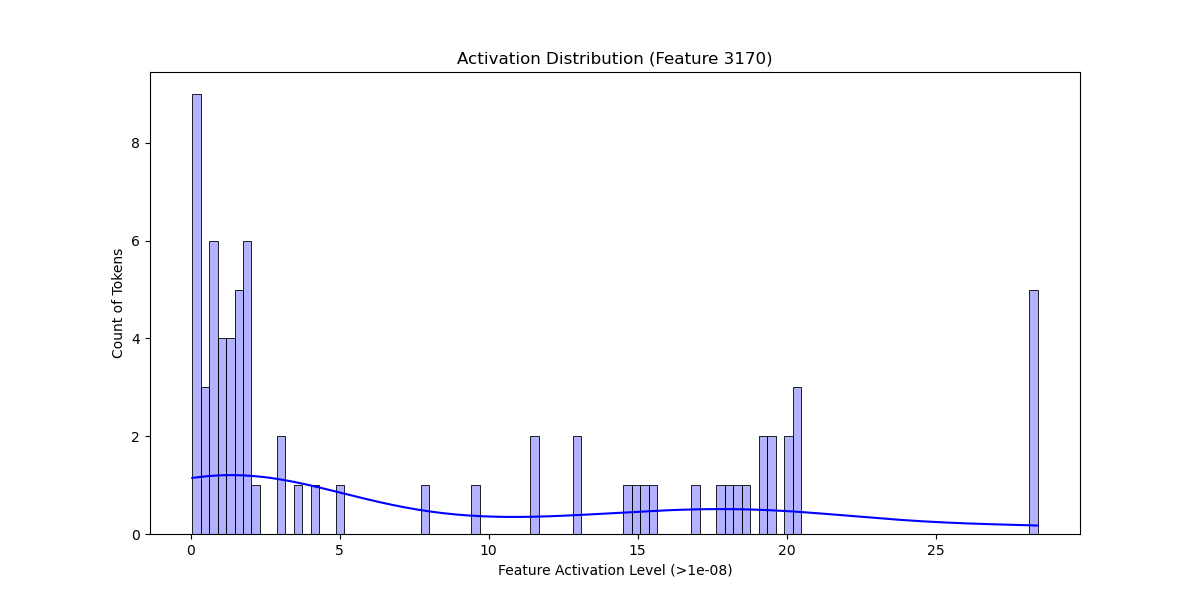 Activation Distribution (Feature 3170)
Count of Tokens
8
6
4
2
0
0 5 10 15 20 25
Feature Activation Level (>1e-08)